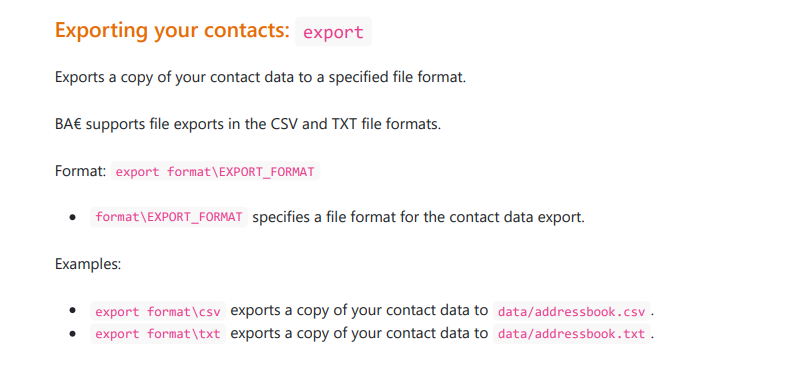 Exporting your contacts: export
Exports a copy of your contact data to a specified file format.
BA€ supports file exports in the CSV and TXT file formats.
Format: export format\EXPORT_FORMAT
• format\EXPORT_FORMAT specifies a file format for the contact data export.
Examples:
• export format\csv exports a copy of your contact data to data/addressbook.csv.
• export format\txt exports a copy of your contact data to data/addressbook.txt.